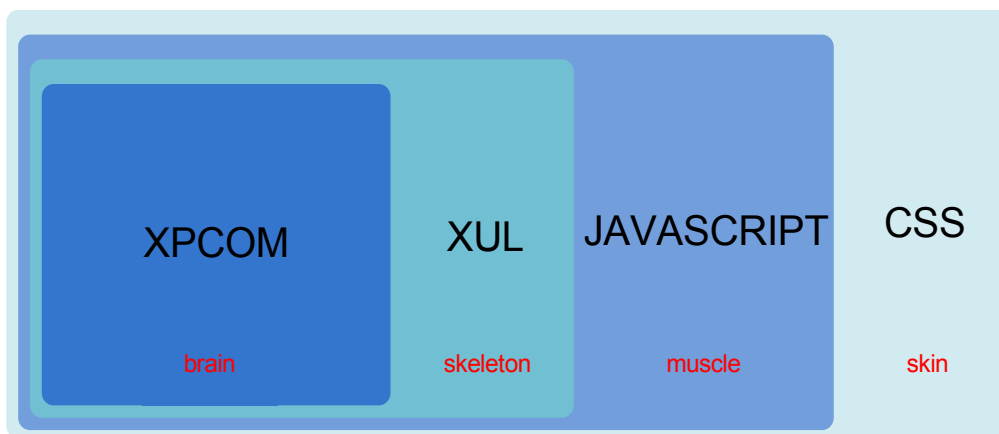 XPCOM
XUL
JAVASCRIPT
CSS
brain
skeleton
muscle
skin